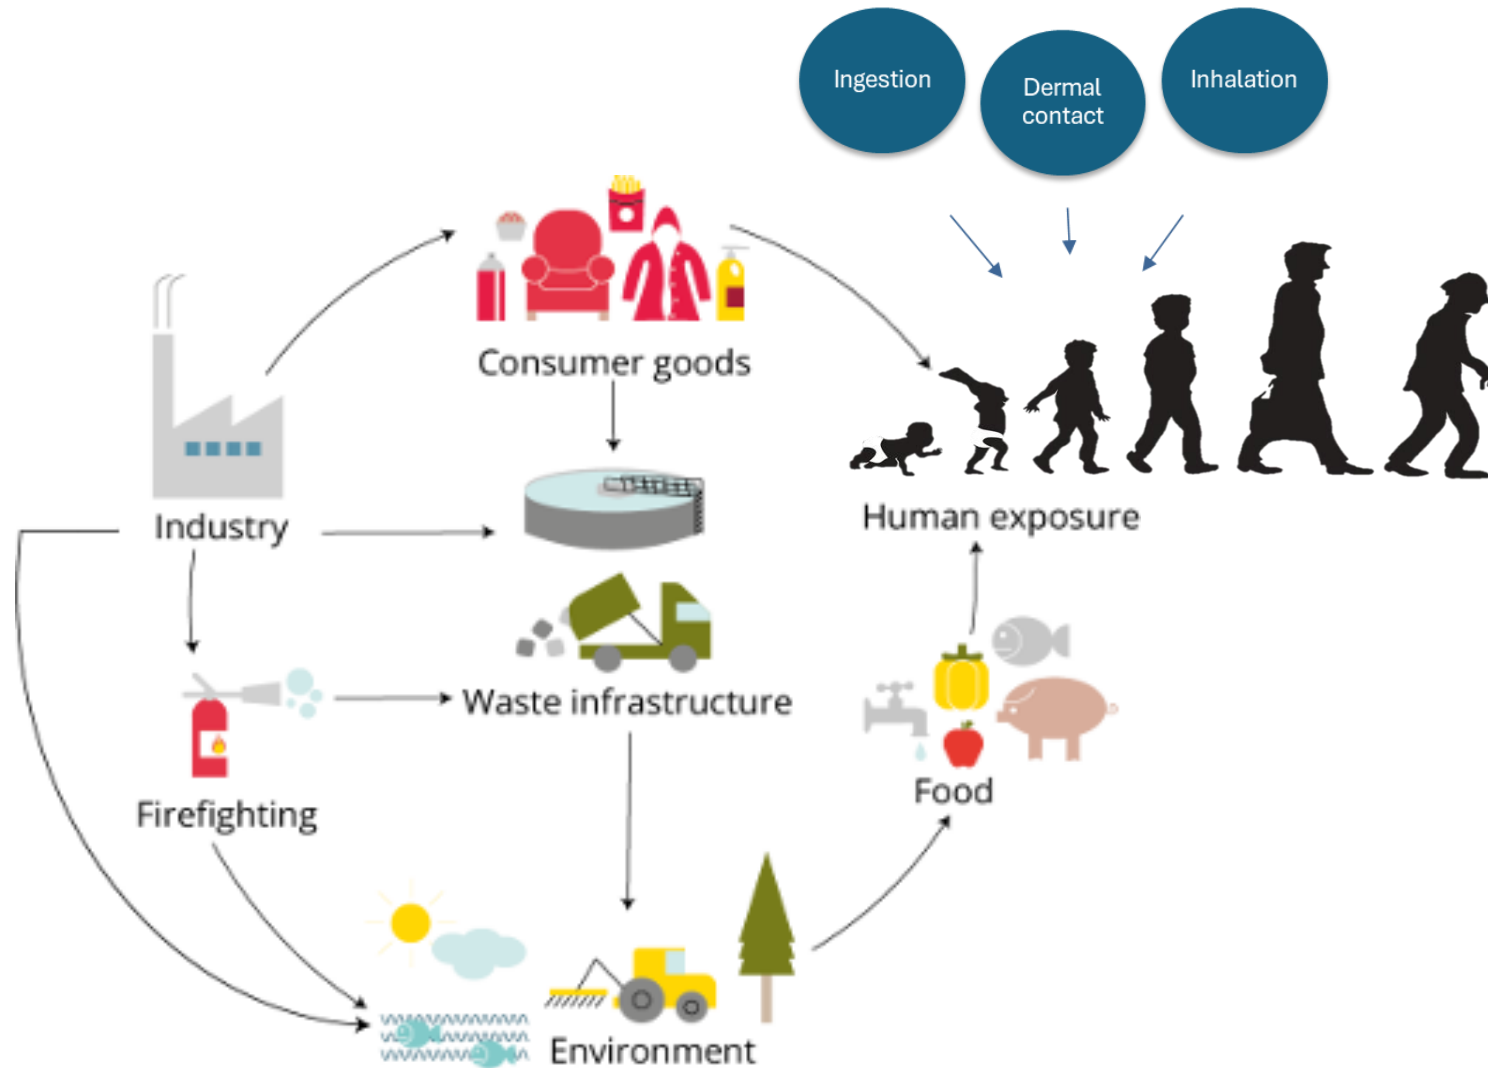 Ingestion
Dermal
contact
Inhalation
Consumer goods
Industry
Human exposure
Waste infrastructure
Firefighting
Food
Environment